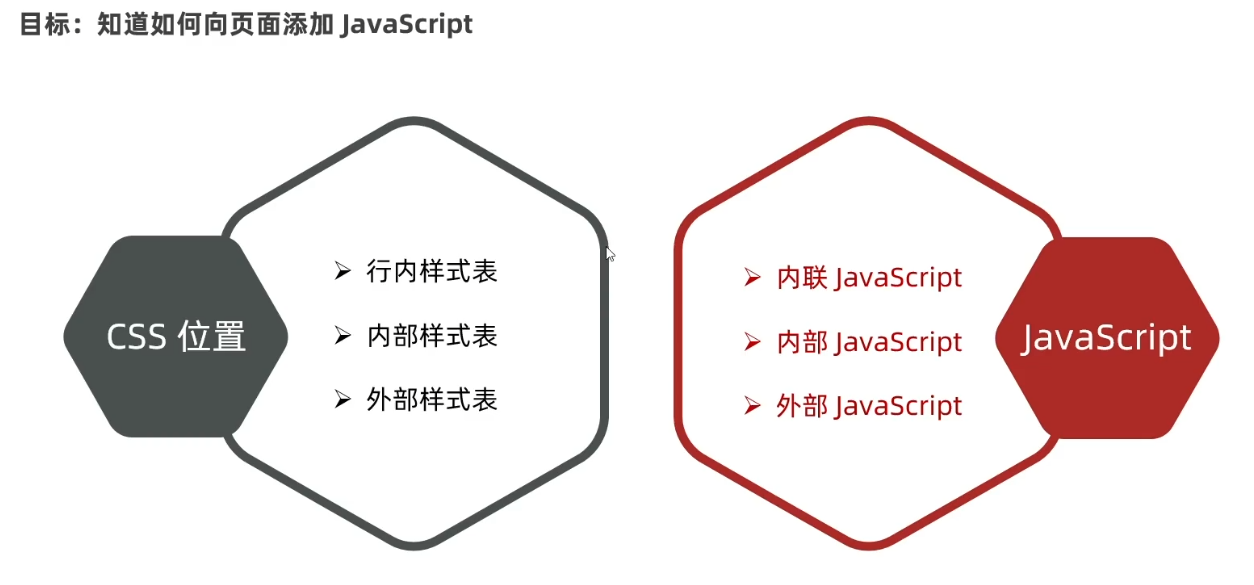 目标：知道如何向页面添加 JavaScript
CSS 位置
➢ 行内样式表
➢ 内部样式表
➢ 外部样式表
➢ 内联 JavaScript
➢ 内部 JavaScript
➢ 外部 JavaScript
JavaScript